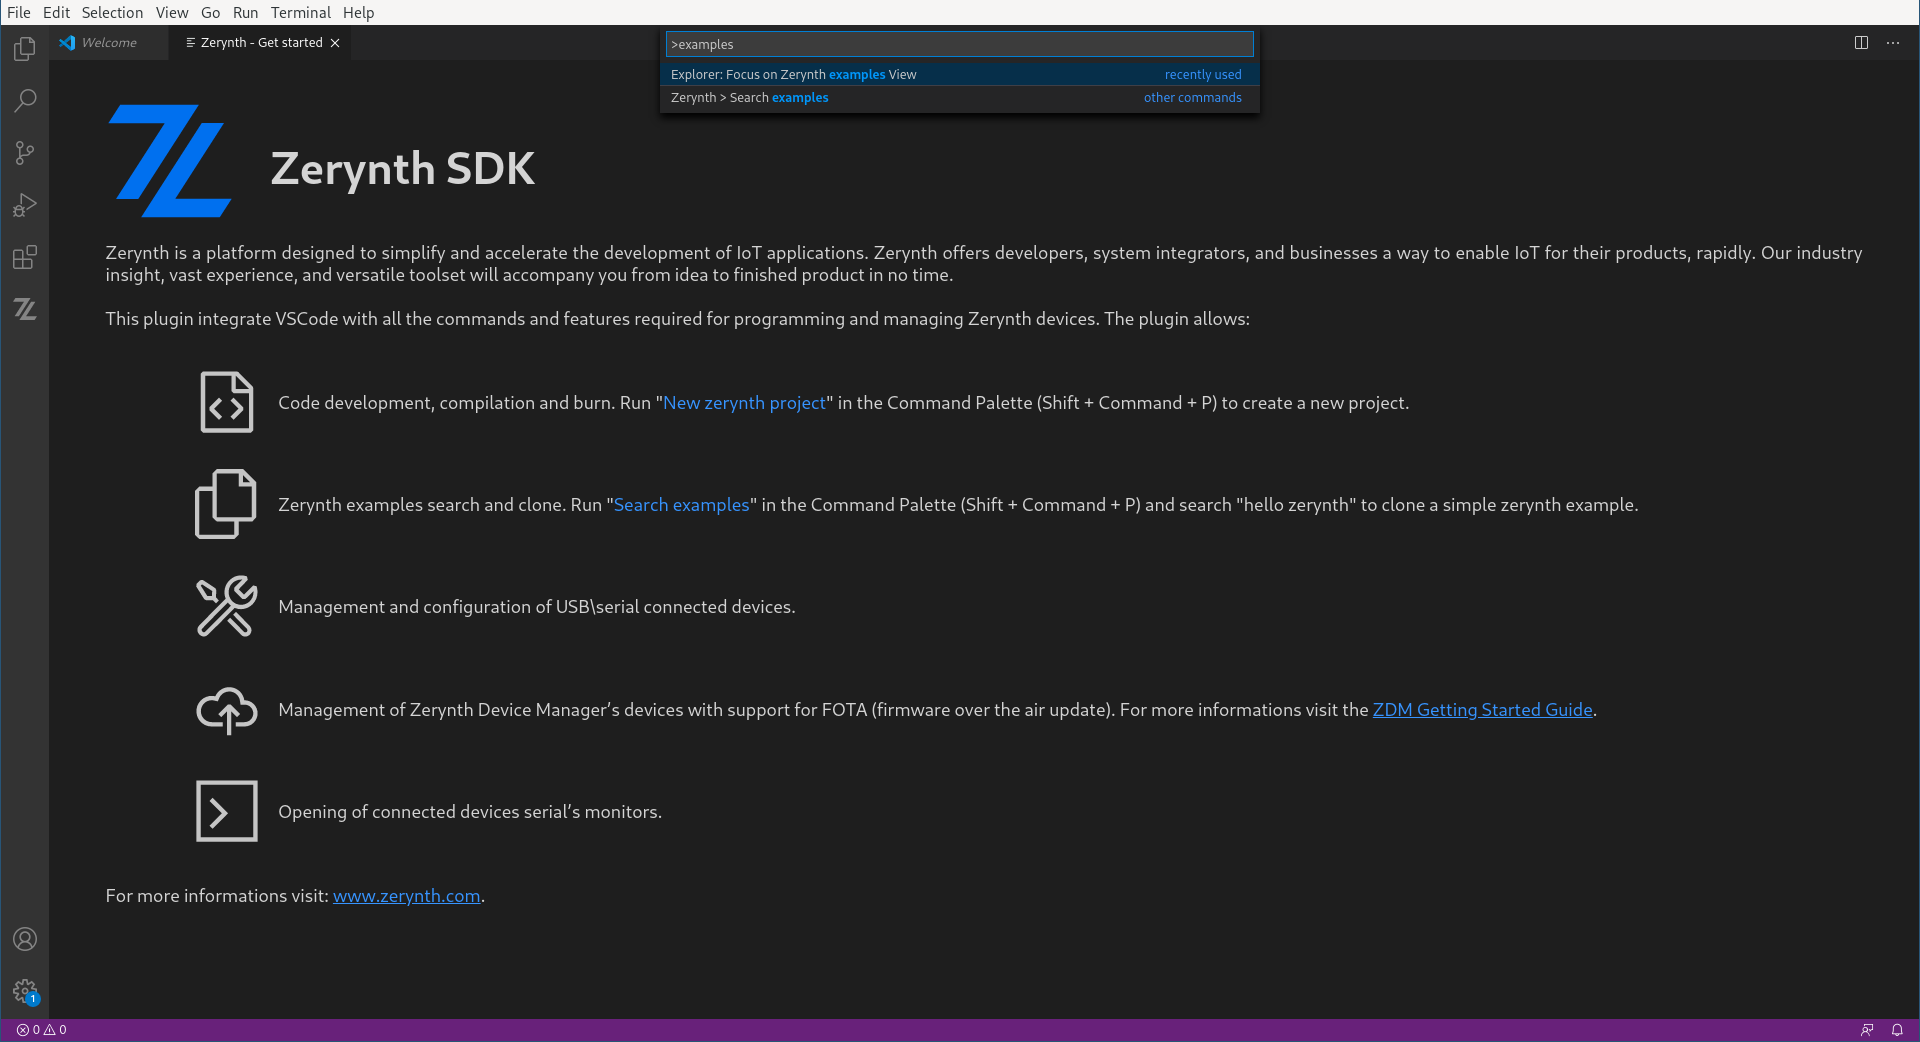 File Edit Selection View Go Run Terminal Help
Welcome
Zerynth - Get started
>examples
Explorer: Focus on Zerynth examples View recently used
Zerynth > Search examples other commands
Zerynth SDK
Zerynth is a platform designed to simplify and accelerate the development of IoT applications. Zerynth offers developers, system integrators, and businesses a way to enable IoT for their products, rapidly. Our industry
insight, vast experience, and versatile toolset will accompany you from idea to finished product in no time.
This plugin integrate VSCode with all the commands and features required for programming and managing Zerynth devices. The plugin allows:
Code development, compilation and burn. Run "New zerynth project" in the Command Palette (Shift + Command + P) to create a new project.
Zerynth examples search and clone. Run "Search examples" in the Command Palette (Shift + Command + P) and search "hello zerynth" to clone a simple zerynth example.
Management and configuration of USB\serial connected devices.
Management of Zerynth Device Manager’s devices with support for FOTA (firmware over the air update). For more informations visit the ZDM Getting Started Guide.
Opening of connected devices serial’s monitors.
For more informations visit: www.zerynth.com.
1
0 0